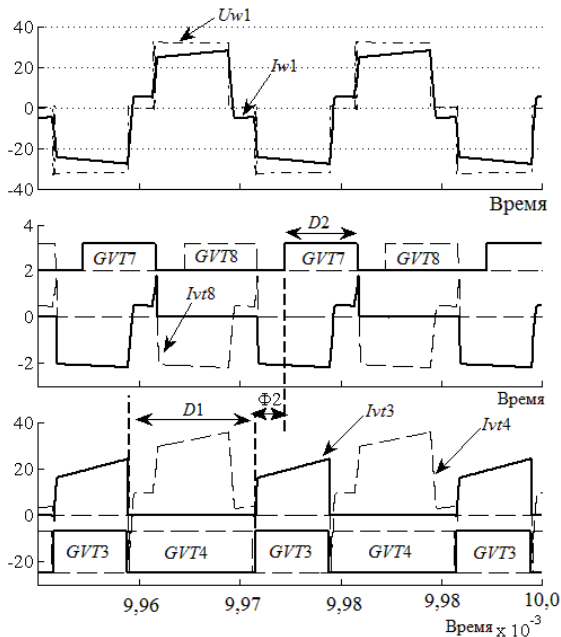 40
Uw1
20
Iw1
0
-20
-40
Время
4
D2
2
GVT7
GVT8
GVT7
GVT8
Ivt8
0
-2
Время
Φ2
D1
Ivt3
Ivt4
40
20
0
GVT3
GVT4
GVT3
GVT4
GVT3
-20
9,96
9,97
9,98
9,98
10,0
Время x 10⁻³